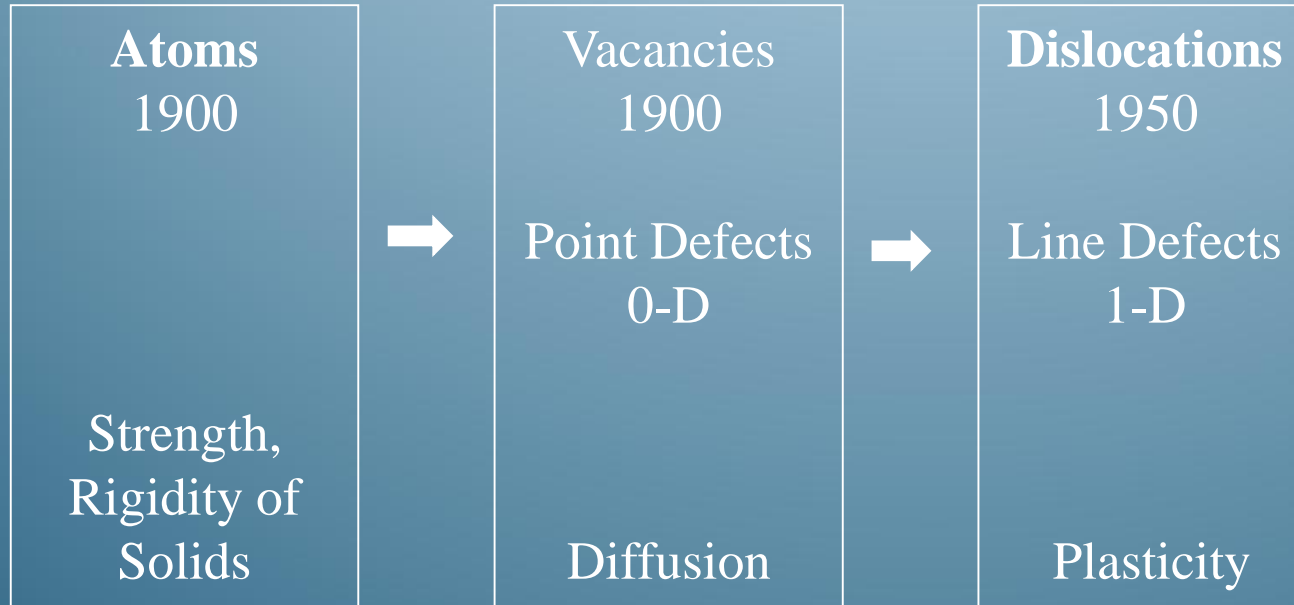 Atoms
1900
Strength,
Rigidity of
Solids
Vacancies
1900
Point Defects
0-D
Diffusion
Dislocations
1950
Line Defects
1-D
Plasticity